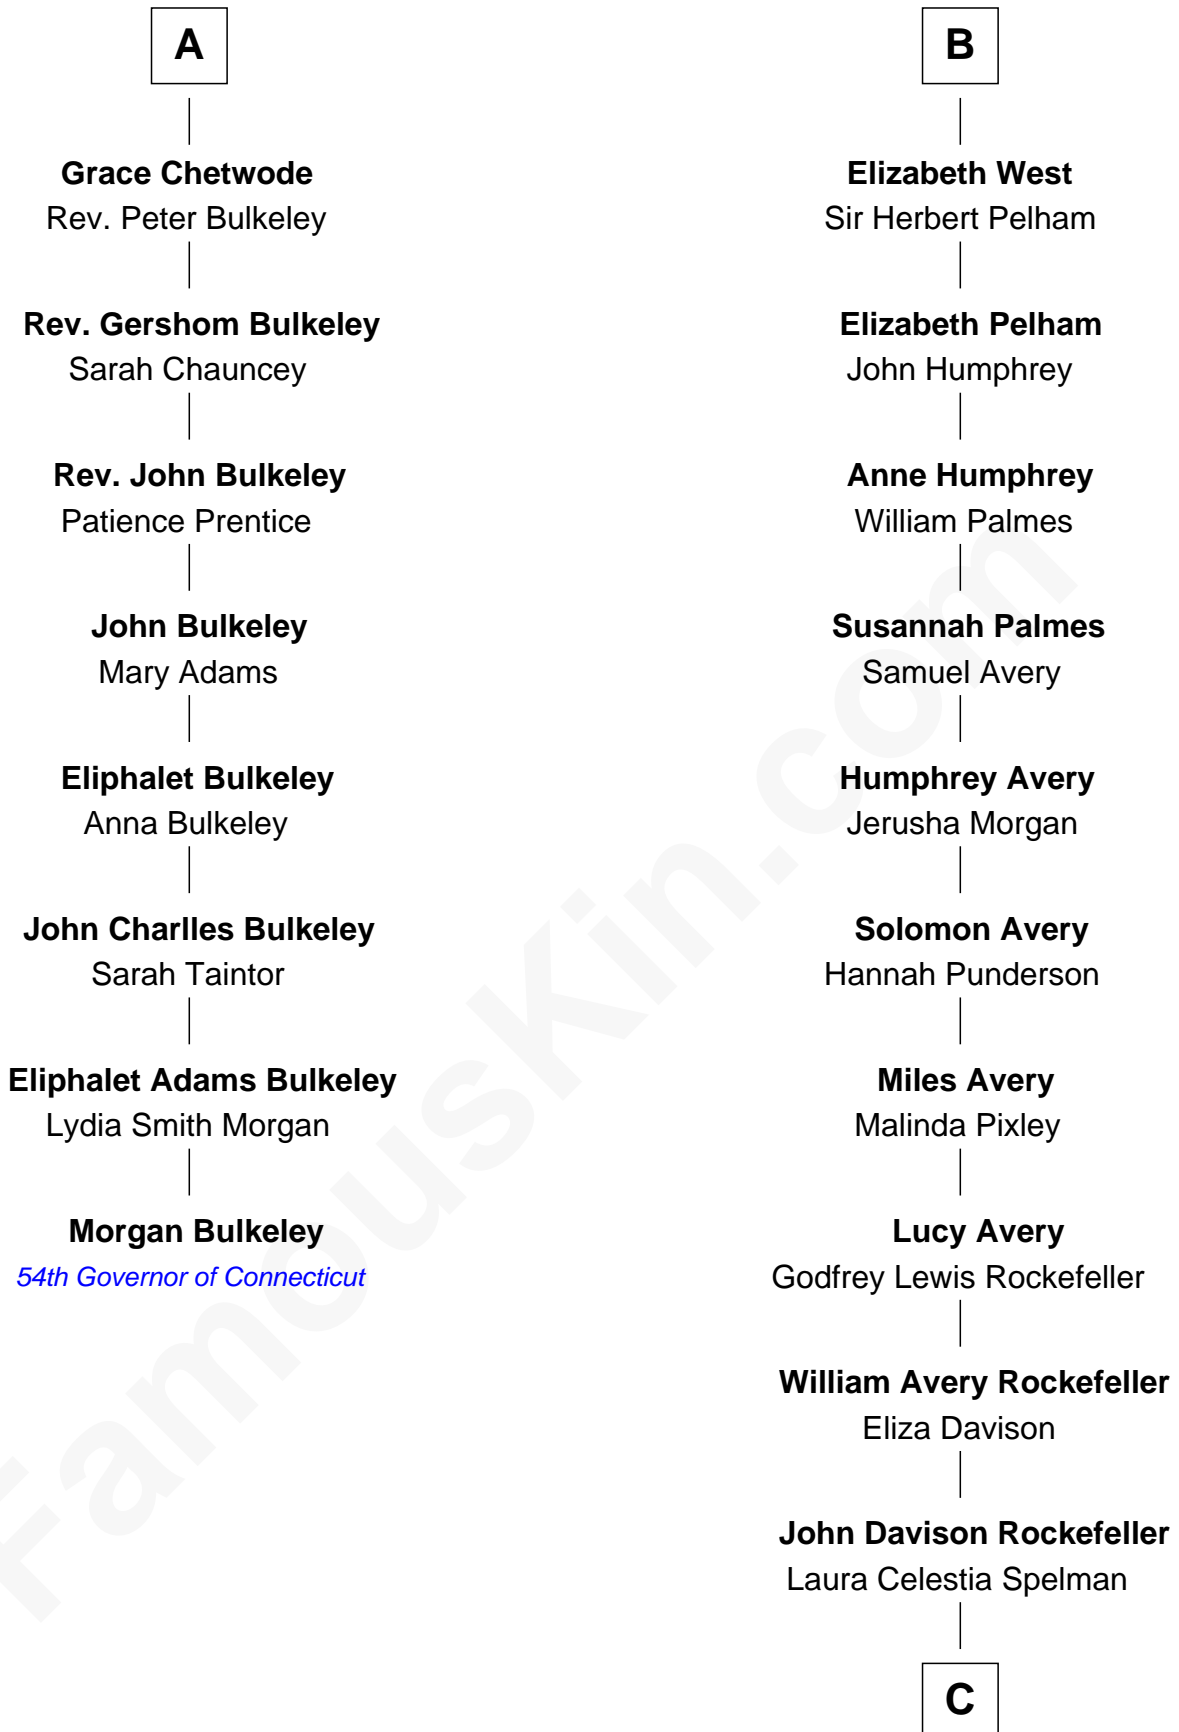 A
Grace Chetwode
Rev. Peter Bulkeley
Rev. Gershom Bulkeley
Sarah Chauncey
Rev. John Bulkeley
Patience Prentice
John Bulkeley
Mary Adams
Eliphalet Bulkeley
Anna Bulkeley
John Charlles Bulkeley
Sarah Taintor
Eliphalet Adams Bulkeley
Lydia Smith Morgan
Morgan Bulkeley
54th Governor of Connecticut
B
Elizabeth West
Sir Herbert Pelham
Elizabeth Pelham
John Humphrey
Anne Humphrey
William Palmes
Susannah Palmes
Samuel Avery
Humphrey Avery
Jerusha Morgan
Solomon Avery
Hannah Punderson
Miles Avery
Malinda Pixley
Lucy Avery
Godfrey Lewis Rockefeller
William Avery Rockefeller
Eliza Davison
John Davison Rockefeller
Laura Celestia Spelman
C
FamousKin.com